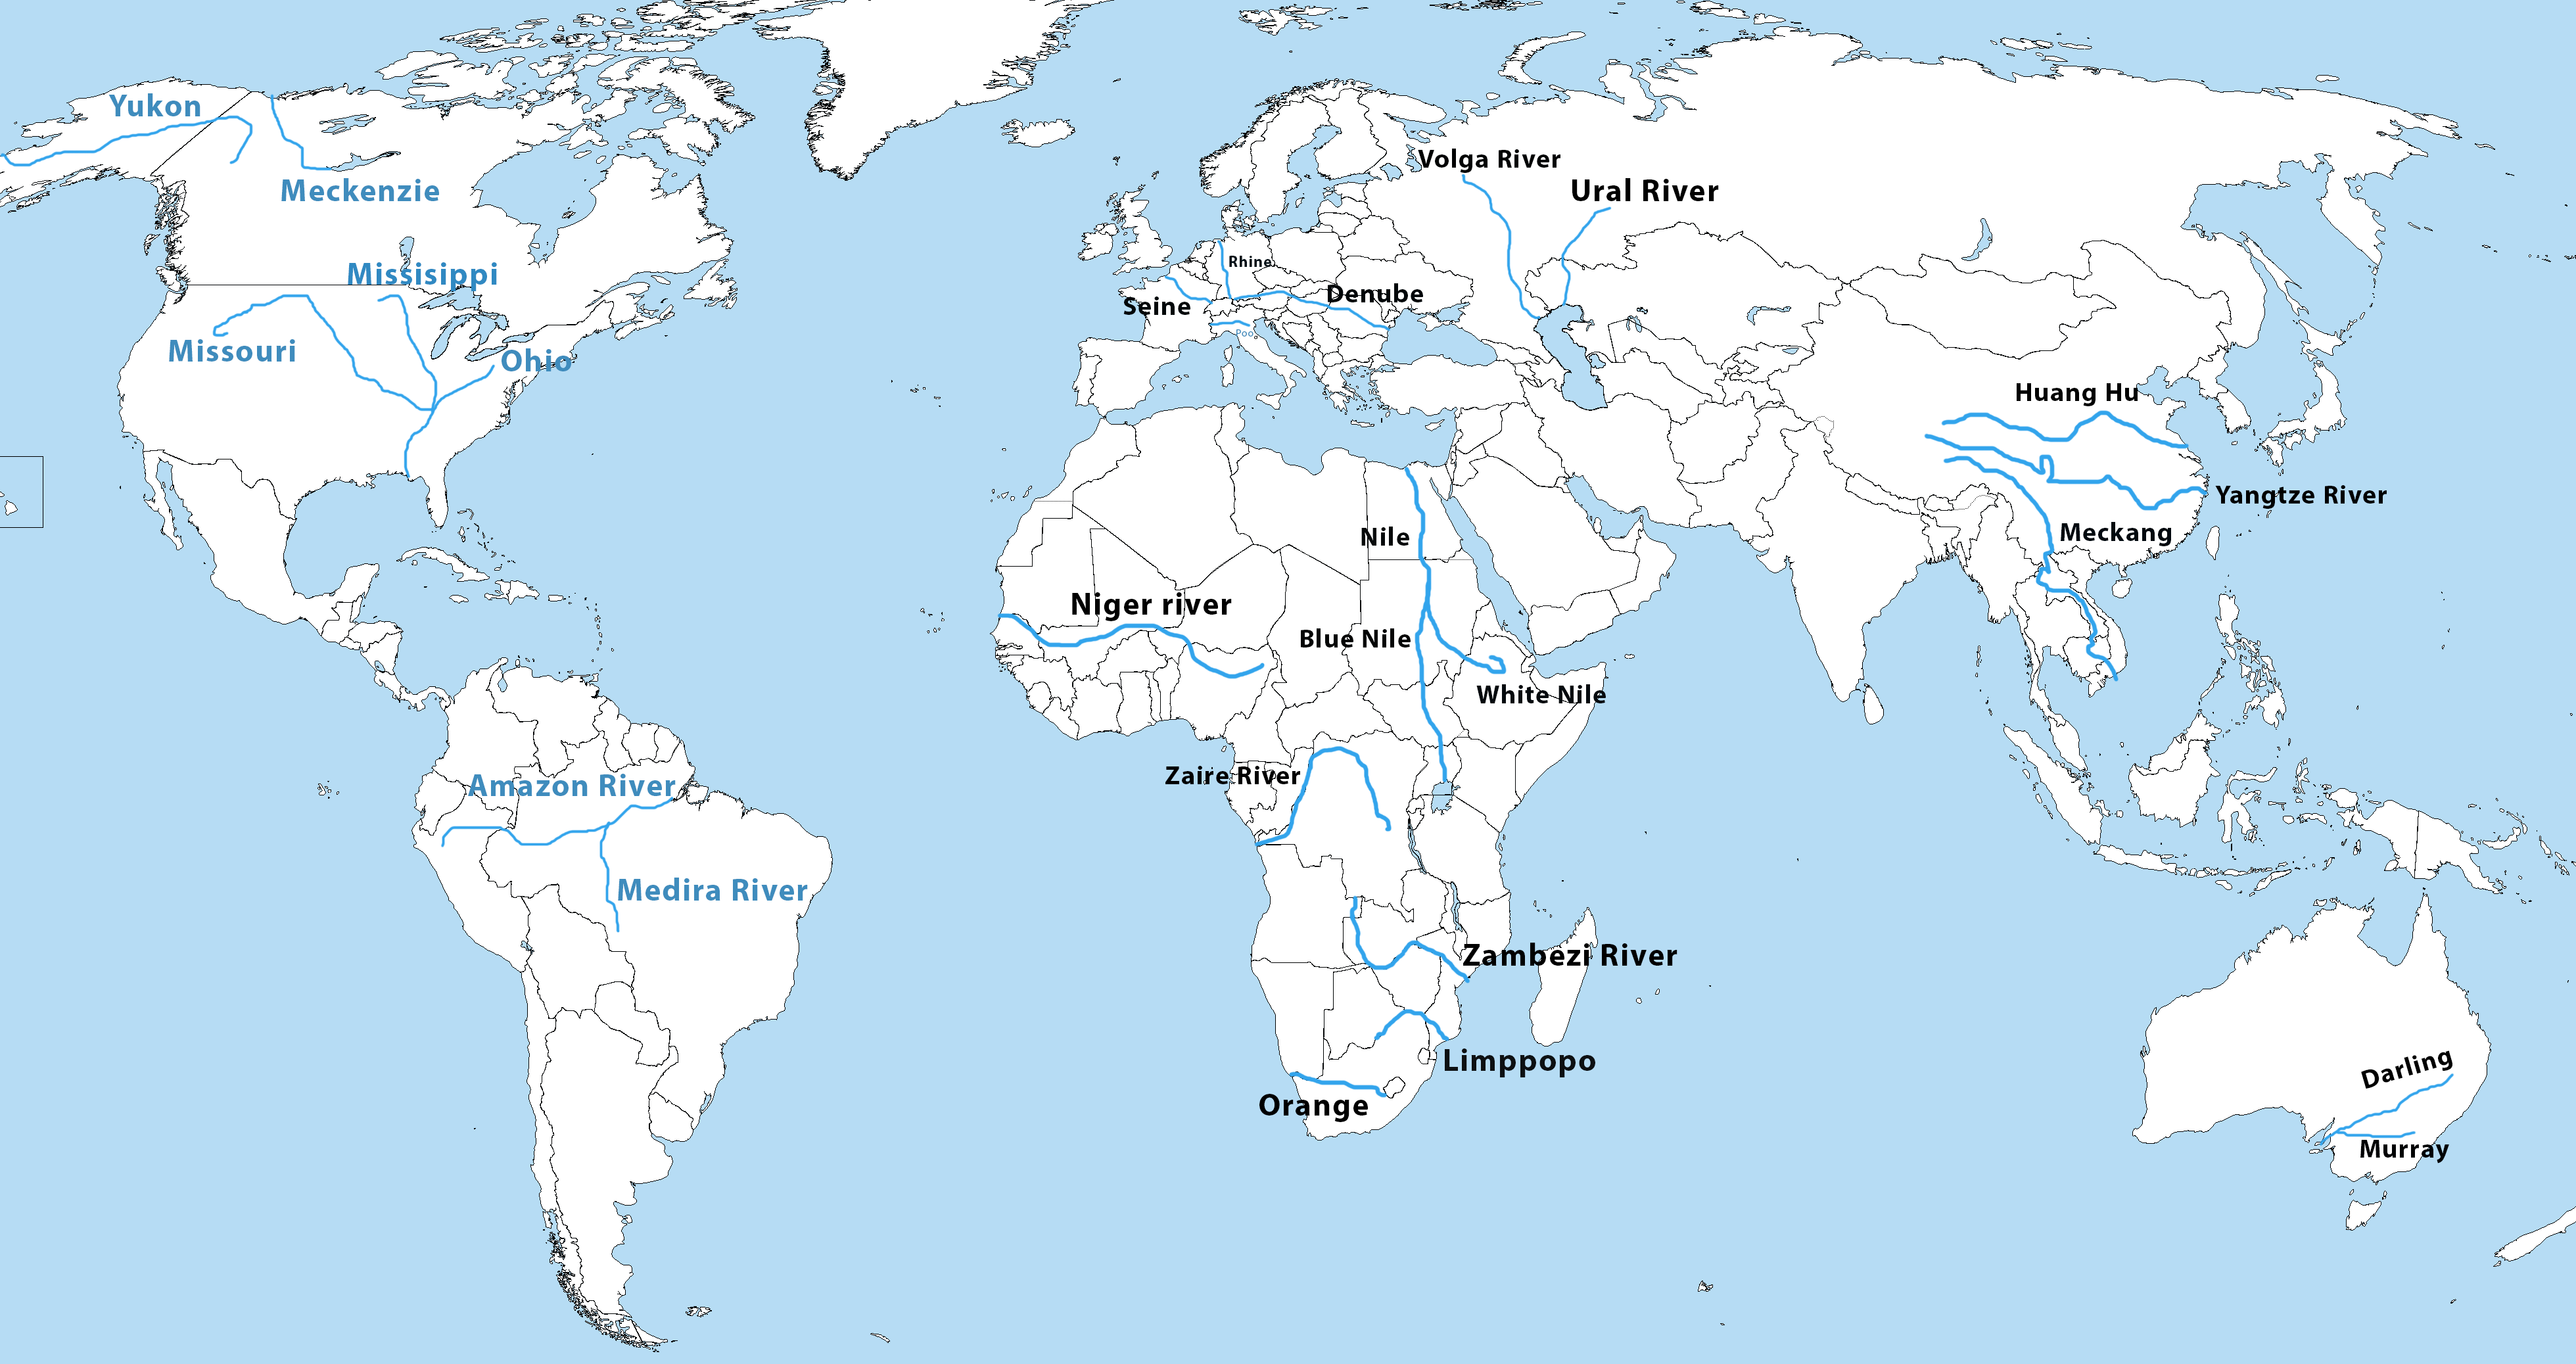 Yukon
Meckenzie
Missisippi
Missouri
Ohio
Amazon River
Medira River
Volga River
Ural River
Rhine
Denube
Seine
Poo
Nile
Niger river
Blue Nile
White Nile
Zaire River
Zambezi River
Limppopo
Orange
Huang Hu
Yangtze River
Meckang
Darling
Murray